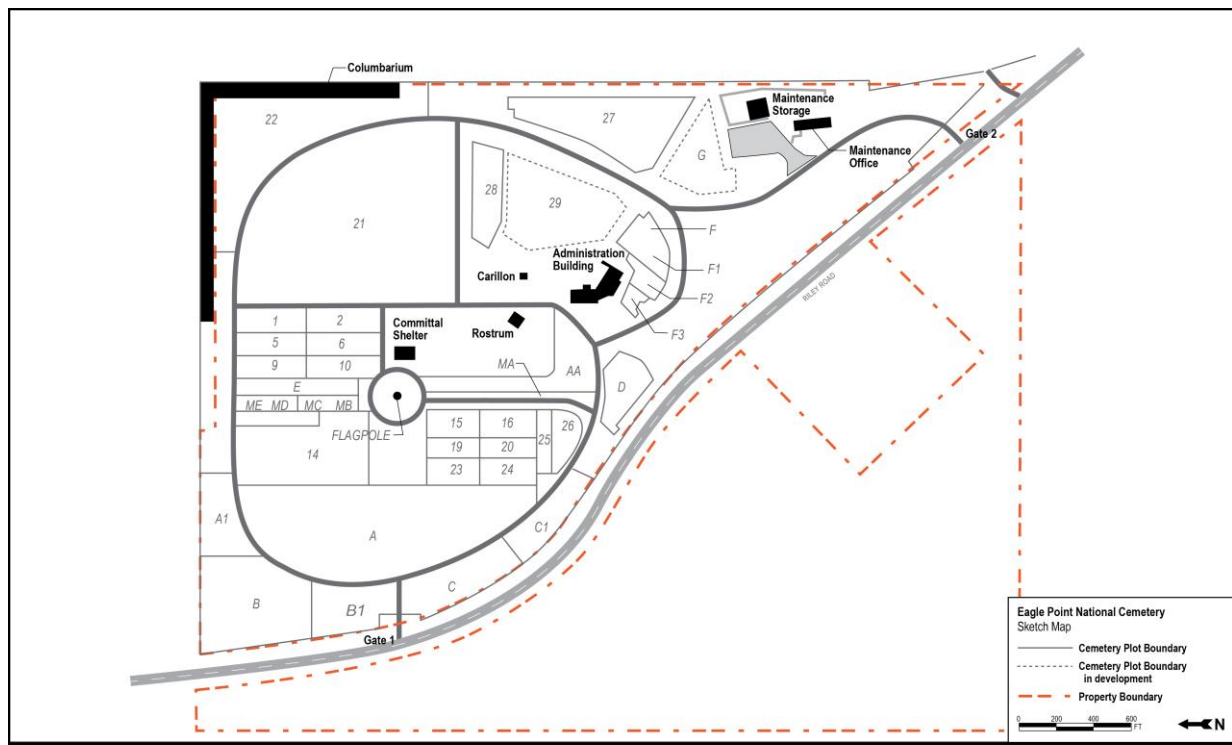 Columbarium
22
27
Maintenance
Storage
G
Maintenance
Office
Gate 2
21
28
29
F
Administration
Building
F1
Carillon
F2
RILEY ROAD
1
2
Committal
Shelter
Rostrum
F3
5
6
9
10
MA
AA
E
D
ME
MD
MC
MB
FLAGPOLE
15
16
25
26
14
19
20
23
24
A1
A
C1
C
B
B1
Gate 1
Eagle Point National Cemetery
Sketch Map
Cemetery Plot Boundary
Cemetery Plot Boundary
in development
Property Boundary
0 200 400 600
FT
N